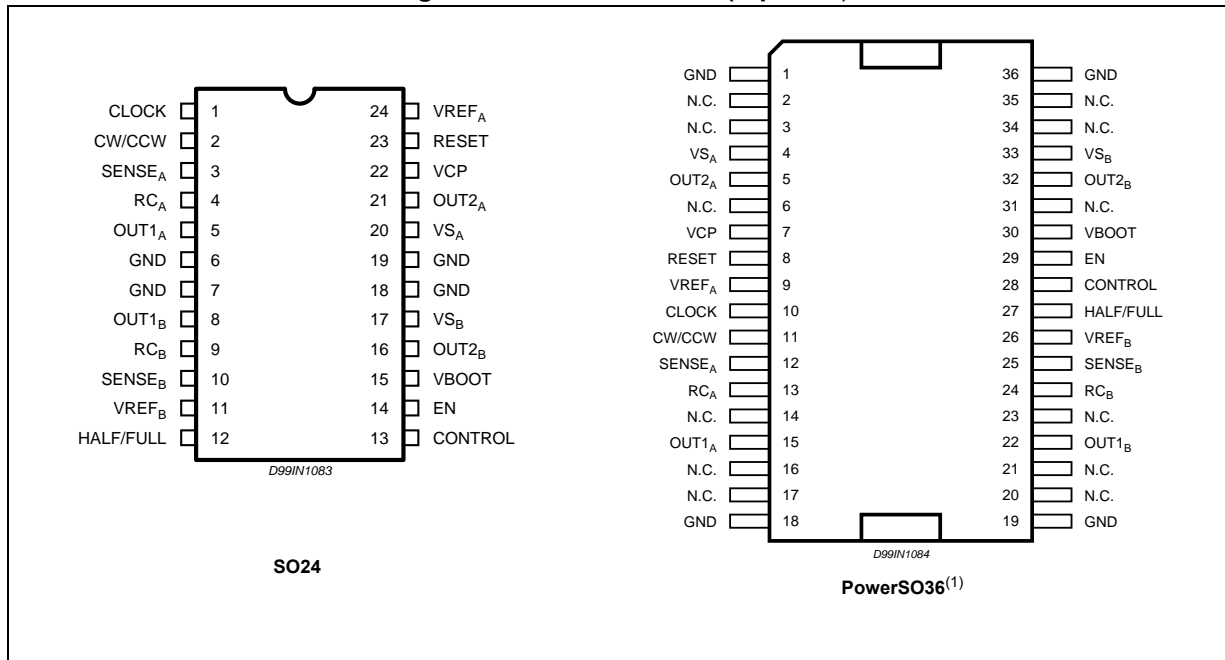 CLOCK 1 24 VREFA
CW/CCW 2 23 RESET
SENSEA 3 22 VCP
RCA 4 21 OUT2A
OUT1A 5 20 VSA
GND 6 19 GND
GND 7 18 GND
OUT1B 8 17 VSB
RCB 9 16 OUT2B
SENSEB 10 15 VBOOT
VREFB 11 14 EN
HALF/FULL 12 13 CONTROL
D99IN1083
SO24
GND 1 36 GND
N.C. 2 35 N.C.
N.C. 3 34 N.C.
VSA 4 33 VSB
OUT2A 5 32 OUT2B
N.C. 6 31 N.C.
VCP 7 30 VBOOT
RESET 8 29 EN
VREFA 9 28 CONTROL
CLOCK 10 27 HALF/FULL
CW/CCW 11 26 VREFB
SENSEA 12 25 SENSEB
RCA 13 24 RCB
N.C. 14 23 N.C.
OUT1A 15 22 OUT1B
N.C. 16 21 N.C.
N.C. 17 20 N.C.
GND 18 19 GND
D99IN1084
PowerSO36(1)